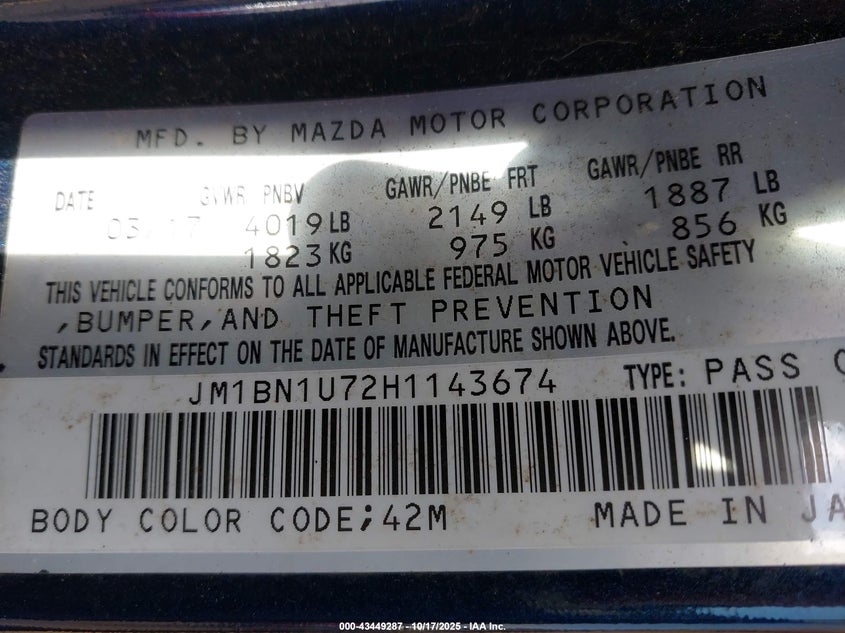 MFD. BY MAZDA MOTOR CORPORATION
DATE GVWR PNBV GAWR/PNBE FRT GAWR/PNBE RR
03/17 4019 LB 2149 LB 1887 LB
1823 KG 975 KG 856 KG
THIS VEHICLE CONFORMS TO ALL APPLICABLE FEDERAL MOTOR VEHICLE SAFETY
,BUMPER,AND THEFT PREVENTION
STANDARDS IN EFFECT ON THE DATE OF MANUFACTURE SHOWN ABOVE.
JM1BN1U72H1143674 TYPE: PASS
BODY COLOR CODE;42M MADE IN JA
000-43449287 - 10/17/2025 - IAA Inc.